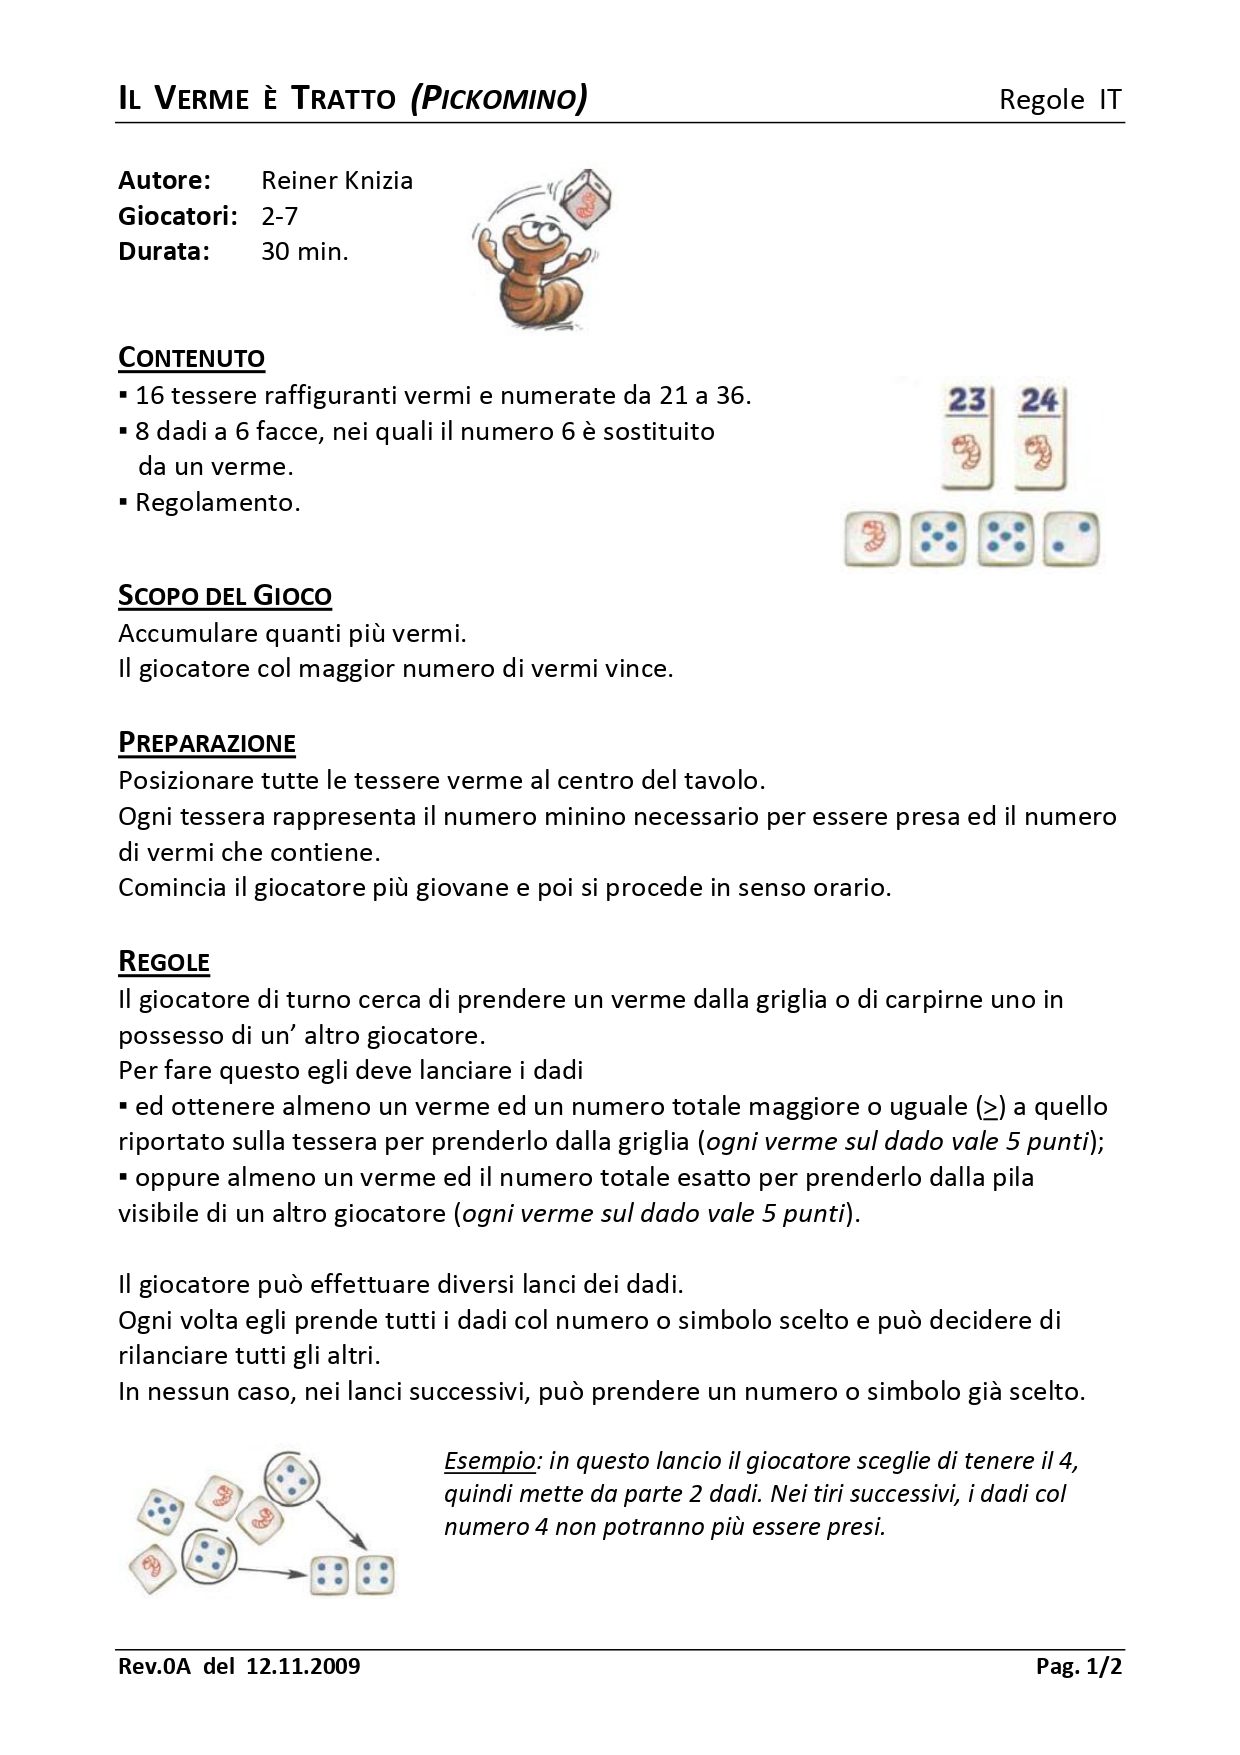 IL VERME È TRATTO (PICKOMINO) Regole IT
Autore: Reiner Knizia
Giocatori: 2-7
Durata: 30 min.
CONTENUTO
▪ 16 tessere raffiguranti vermi e numerate da 21 a 36.
▪ 8 dadi a 6 facce, nei quali il numero 6 è sostituito
da un verme.
▪ Regolamento.
23 24
SCOPO DEL GIOCO
Accumulare quanti più vermi.
Il giocatore col maggior numero di vermi vince.
PREPARAZIONE
Posizionare tutte le tessere verme al centro del tavolo.
Ogni tessera rappresenta il numero minino necessario per essere presa ed il numero
di vermi che contiene.
Comincia il giocatore più giovane e poi si procede in senso orario.
REGOLE
Il giocatore di turno cerca di prendere un verme dalla griglia o di carpirne uno in
possesso di un’ altro giocatore.
Per fare questo egli deve lanciare i dadi
▪ ed ottenere almeno un verme ed un numero totale maggiore o uguale (>) a quello
riportato sulla tessera per prenderlo dalla griglia (ogni verme sul dado vale 5 punti);
▪ oppure almeno un verme ed il numero totale esatto per prenderlo dalla pila
visibile di un altro giocatore (ogni verme sul dado vale 5 punti).
Il giocatore può effettuare diversi lanci dei dadi.
Ogni volta egli prende tutti i dadi col numero o simbolo scelto e può decidere di
rilanciare tutti gli altri.
In nessun caso, nei lanci successivi, può prendere un numero o simbolo già scelto.
Esempio: in questo lancio il giocatore sceglie di tenere il 4,
quindi mette da parte 2 dadi. Nei tiri successivi, i dadi col
numero 4 non potranno più essere presi.
Rev.0A del 12.11.2009 Pag. 1/2